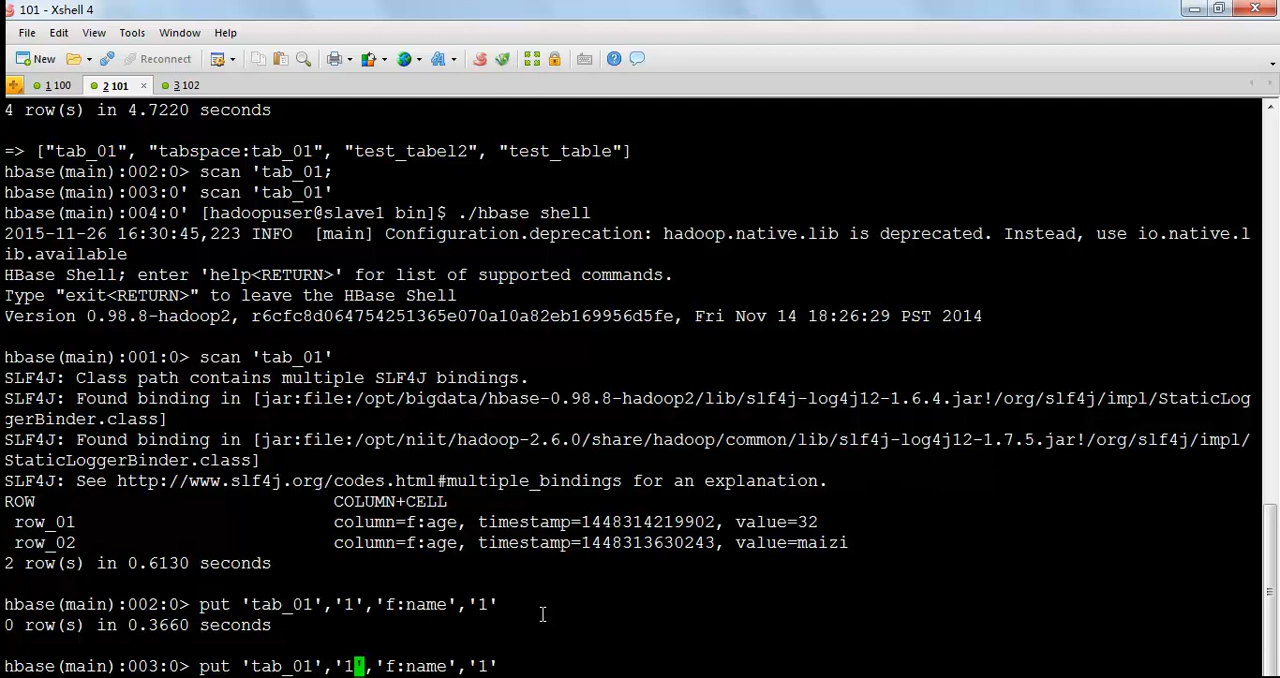 101 - Xshell 4
File Edit View Tools Window Help
New Reconnect
1 100 2 101 × 3 102
4 row(s) in 4.7220 seconds
=> ["tab_01", "tabspace:tab_01", "test_tabel2", "test_table"]
hbase(main):002:0> scan 'tab_01;
hbase(main):003:0' scan 'tab_01'
hbase(main):004:0' [hadoopuser@slave1 bin]$ ./hbase shell
2015-11-26 16:30:45,223 INFO  [main] Configuration.deprecation: hadoop.native.lib is deprecated. Instead, use io.native.l
ib.available
HBase Shell; enter 'help<RETURN>' for list of supported commands.
Type "exit<RETURN>" to leave the HBase Shell
Version 0.98.8-hadoop2, r6cfc8d064754251365e070a10a82eb169956d5fe, Fri Nov 14 18:26:29 PST 2014
hbase(main):001:0> scan 'tab_01'
SLF4J: Class path contains multiple SLF4J bindings.
SLF4J: Found binding in [jar:file:/opt/bigdata/hbase-0.98.8-hadoop2/lib/slf4j-log4j12-1.6.4.jar!/org/slf4j/impl/StaticLog
gerBinder.class]
SLF4J: Found binding in [jar:file:/opt/niit/hadoop-2.6.0/share/hadoop/common/lib/slf4j-log4j12-1.7.5.jar!/org/slf4j/impl/
StaticLoggerBinder.class]
SLF4J: See http://www.slf4j.org/codes.html#multiple_bindings for an explanation.
ROW COLUMN+CELL
row_01 column=f:age, timestamp=1448314219902, value=32
row_02 column=f:age, timestamp=1448313630243, value=maizi
2 row(s) in 0.6130 seconds
hbase(main):002:0> put 'tab_01','1','f:name','1'
0 row(s) in 0.3660 seconds
hbase(main):003:0> put 'tab_01','1','f:name','1'